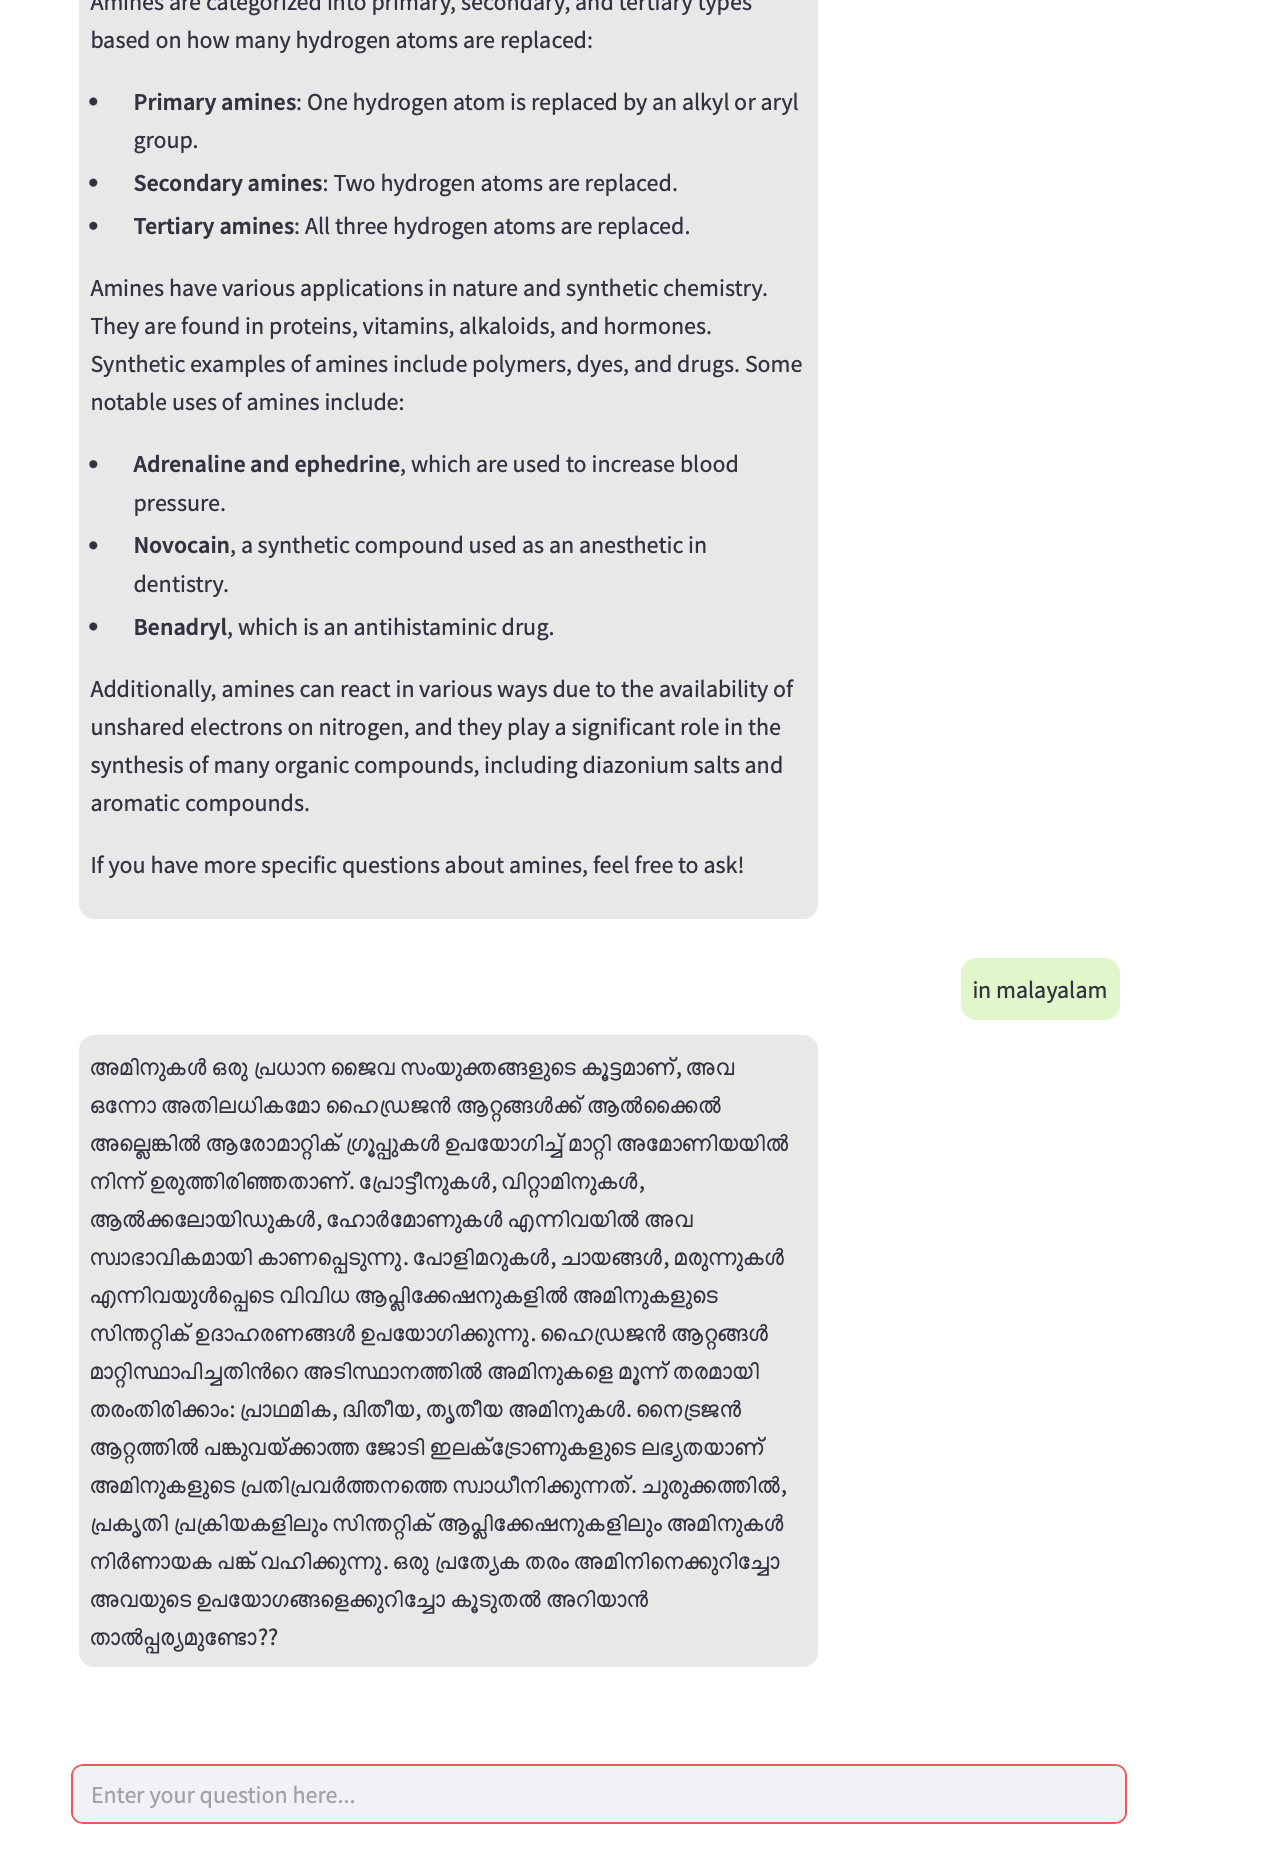 Amines are categorized into primary, secondary, and tertiary types
based on how many hydrogen atoms are replaced:
• Primary amines: One hydrogen atom is replaced by an alkyl or aryl
group.
• Secondary amines: Two hydrogen atoms are replaced.
• Tertiary amines: All three hydrogen atoms are replaced.
Amines have various applications in nature and synthetic chemistry.
They are found in proteins, vitamins, alkaloids, and hormones.
Synthetic examples of amines include polymers, dyes, and drugs. Some
notable uses of amines include:
• Adrenaline and ephedrine, which are used to increase blood
pressure.
• Novocain, a synthetic compound used as an anesthetic in
dentistry.
• Benadryl, which is an antihistaminic drug.
Additionally, amines can react in various ways due to the availability of
unshared electrons on nitrogen, and they play a significant role in the
synthesis of many organic compounds, including diazonium salts and
aromatic compounds.
If you have more specific questions about amines, feel free to ask!
in malayalam
അമിനുകൾ ഒരു പ്രധാന ജൈവ സംയുക്തങ്ങളുടെ കൂട്ടമാണ്, അവ
ഒന്നോ അതിലധികമോ ഹൈഡ്രജൻ ആറ്റങ്ങൾക്ക് ആൽക്കൈൽ
അല്ലെങ്കിൽ ആരോമാറ്റിക് ഗ്രൂപ്പുകൾ ഉപയോഗിച്ച് മാറ്റി അമോണിയയിൽ
നിന്ന് ഉരുത്തിരിഞ്ഞതാണ്. പ്രോട്ടീനുകൾ, വിറ്റാമിനുകൾ,
ആൽക്കലോയിഡുകൾ, ഹോർമോണുകൾ എന്നിവയിൽ അവ
സ്വാഭാവികമായി കാണപ്പെടുന്നു. പോളിമറുകൾ, ചായങ്ങൾ, മരുന്നുകൾ
എന്നിവയുൾപ്പെടെ വിവിധ ആപ്ലിക്കേഷനുകളിൽ അമിനുകളുടെ
സിന്തറ്റിക് ഉദാഹരണങ്ങൾ ഉപയോഗിക്കുന്നു. ഹൈഡ്രജൻ ആറ്റങ്ങൾ
മാറ്റിസ്ഥാപിച്ചതിൻറെ അടിസ്ഥാനത്തിൽ അമിനുകളെ മൂന്ന് തരമായി
തരംതിരിക്കാം: പ്രാഥമിക, ദ്വിതീയ, തൃതീയ അമിനുകൾ. നൈട്രജൻ
ആറ്റത്തിൽ പങ്കുവയ്ക്കാത്ത ജോടി ഇലക്ട്രോണുകളുടെ ലഭ്യതയാണ്
അമിനുകളുടെ പ്രതിപ്രവർത്തനത്തെ സ്വാധീനിക്കുന്നത്. ചുരുക്കത്തിൽ,
പ്രകൃതി പ്രക്രിയകളിലും സിന്തറ്റിക് ആപ്ലിക്കേഷനുകളിലും അമിനുകൾ
നിർണായക പങ്ക് വഹിക്കുന്നു. ഒരു പ്രത്യേക തരം അമിനിനെക്കുറിച്ചോ
അവയുടെ ഉപയോഗങ്ങളെക്കുറിച്ചോ കൂടുതൽ അറിയാൻ
താൽപ്പര്യമുണ്ടോ??
Enter your question here...